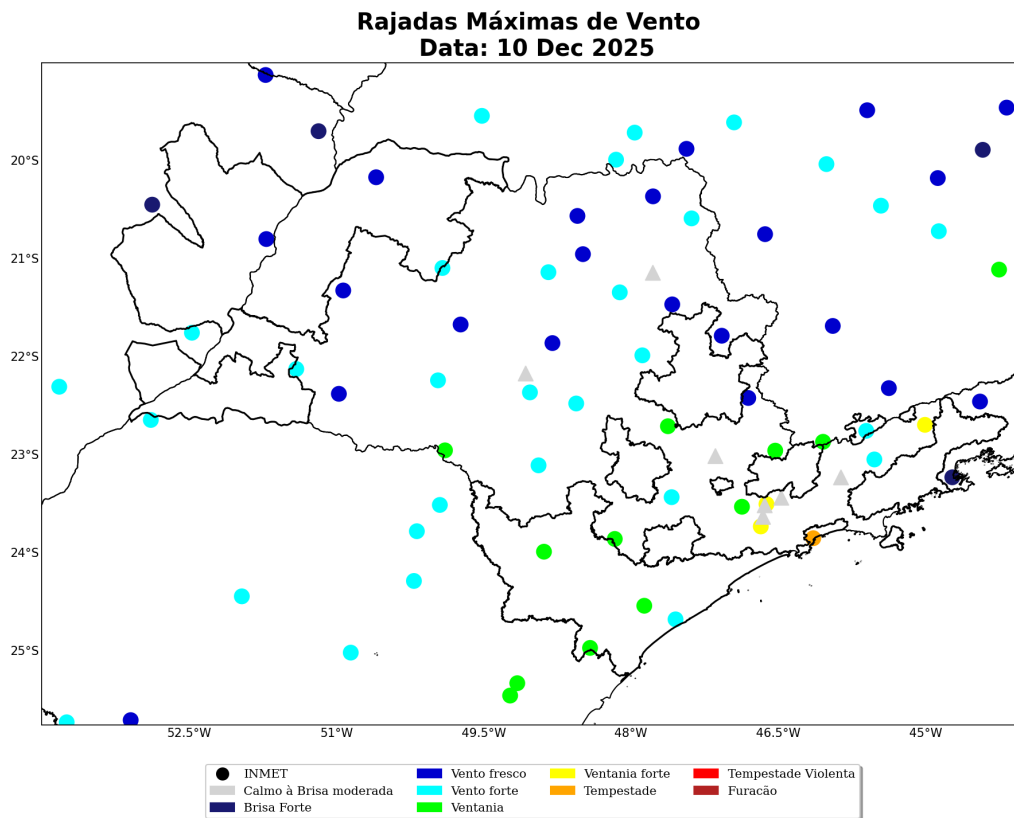 Rajadas Máximas de Vento
Data: 10 Dec 2025
20°S
21°S
22°S
23°S
24°S
25°S
52.5°W
51°W
49.5°W
48°W
46.5°W
45°W
INMET
Calmo à Brisa moderada
Brisa Forte
Vento fresco
Vento forte
Ventania
Ventania forte
Tempestade
Tempestade Violenta
Furacão